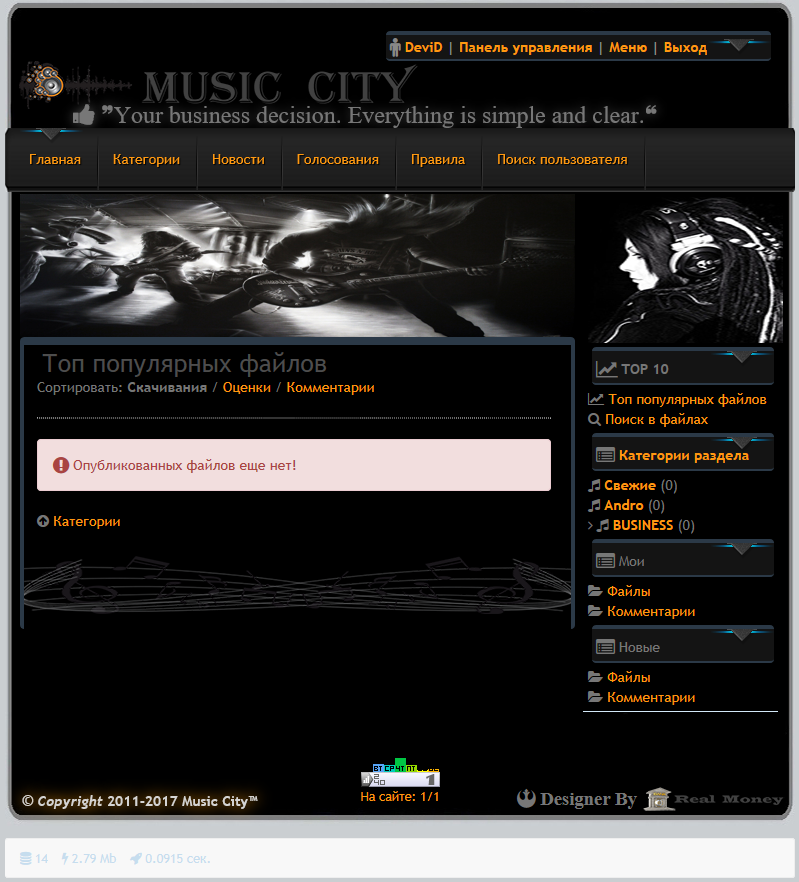 DeviD | Панель управления | Меню | Выход
MUSIC CITY
”Your business decision. Everything is simple and clear.“
Главная Категории Новости Голосования Правила Поиск пользователя
Топ популярных файлов
Сортировать: Скачивания / Оценки / Комментарии
Опубликованных файлов еще нет!
Категории
TOP 10
Топ популярных файлов
Поиск в файлах
Категории раздела
Свежие (0)
Andro (0)
> BUSINESS (0)
Мои
Файлы
Комментарии
Новые
Файлы
Комментарии
На сайте: 1/1
© Copyright 2011-2017 Music City™
Designer By Real Money
14 2.79 Mb 0.0915 сек.